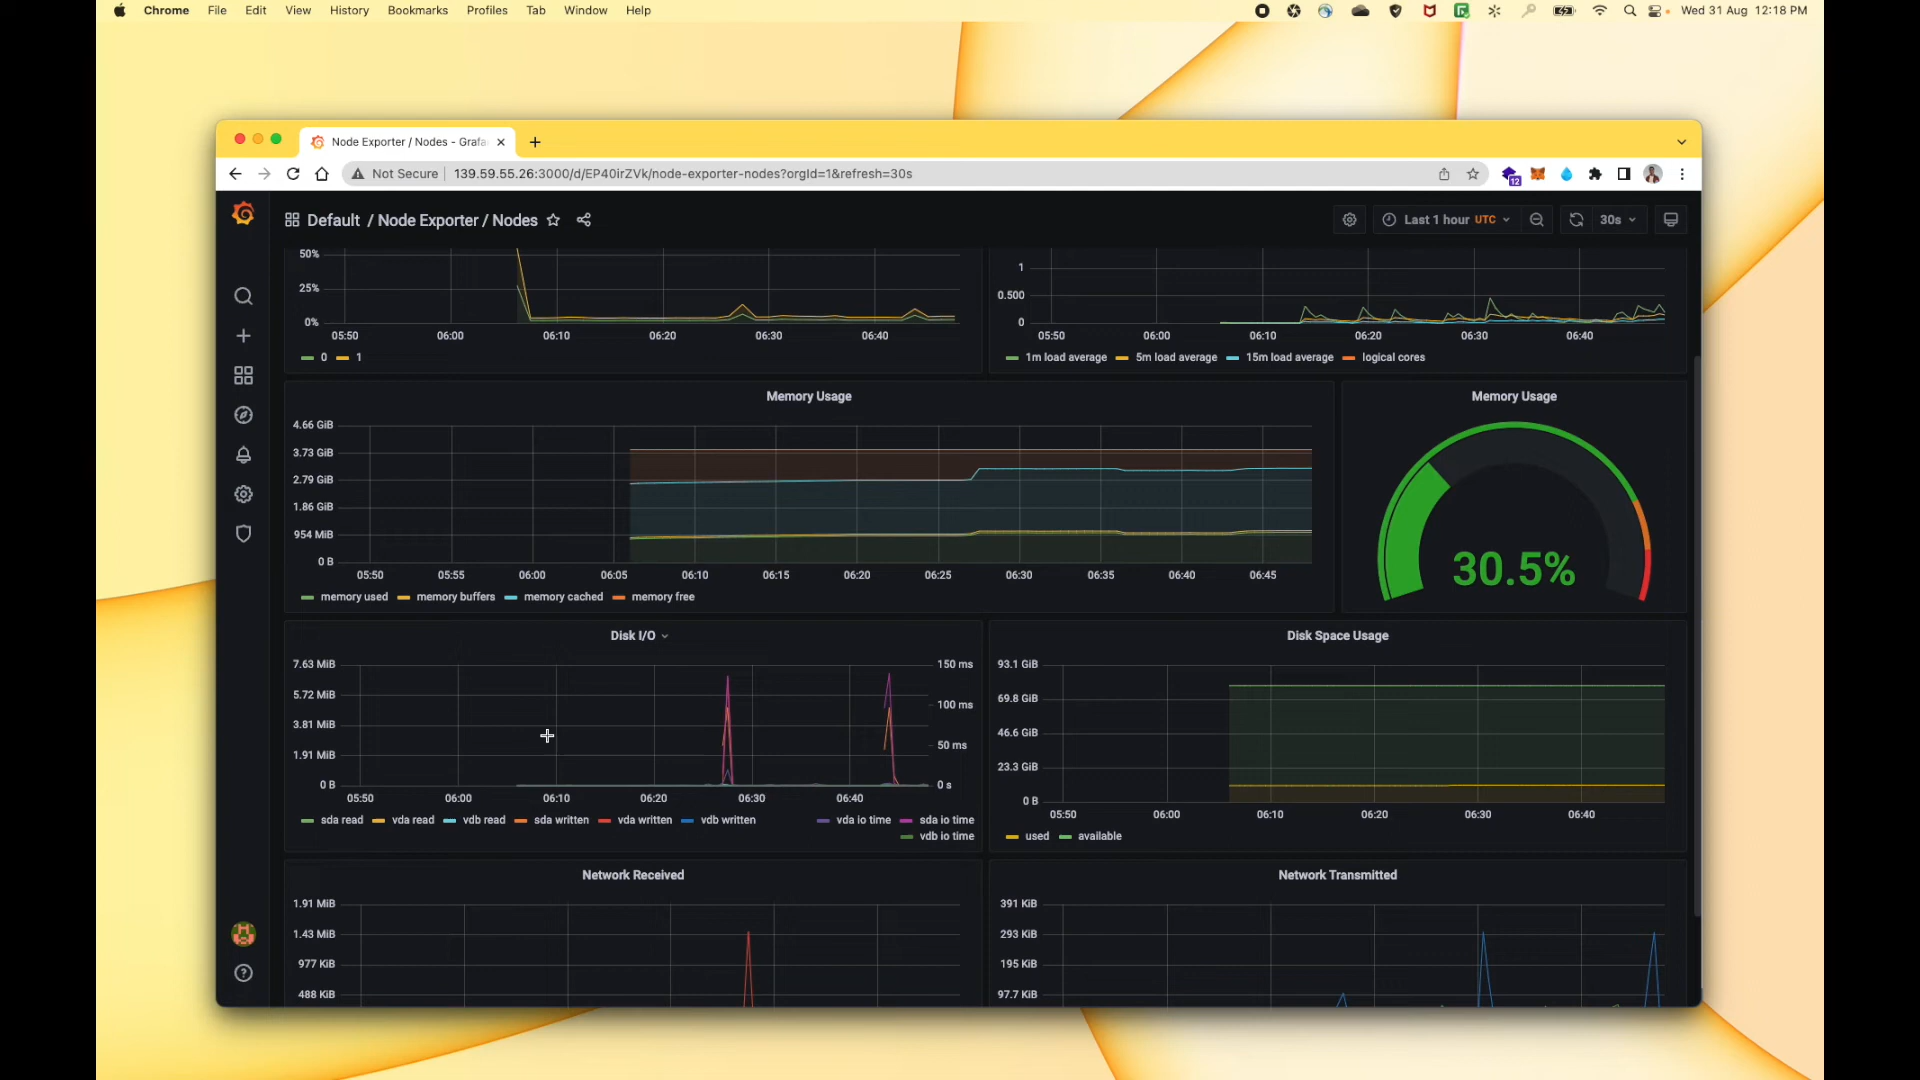 Chrome File Edit View History Bookmarks Profiles Tab Window Help Wed 31 Aug 12:18 PM
Node Exporter / Nodes - Grafa
Not Secure 139.59.55.26:3000/d/EP40irZVk/node-exporter-nodes?orgId=1&refresh=30s 12
Default / Node Exporter / Nodes Last 1 hour UTC 30s
50%
25%
0%
05:50 06:00 06:10 06:20 06:30 06:40
0 1
1
0.500
0
05:50 06:00 06:10 06:20 06:30 06:40
1m load average 5m load average 15m load average logical cores
Memory Usage
4.66 GiB
3.73 GiB
2.79 GiB
1.86 GiB
954 MiB
0 B
05:50 05:55 06:00 06:05 06:10 06:15 06:20 06:25 06:30 06:35 06:40 06:45
memory used memory buffers memory cached memory free
Memory Usage
30.5%
Disk I/O
7.63 MiB 150 ms
5.72 MiB 100 ms
3.81 MiB
1.91 MiB 50 ms
0 B 0 s
05:50 06:00 06:10 06:20 06:30 06:40
sda read vda read vdb read sda written vda written vdb written vda io time sda io time
vdb io time
Disk Space Usage
93.1 GiB
69.8 GiB
46.6 GiB
23.3 GiB
0 B
05:50 06:00 06:10 06:20 06:30 06:40
used available
Network Received
1.91 MiB
1.43 MiB
977 KiB
488 KiB
Network Transmitted
391 KiB
293 KiB
195 KiB
97.7 KiB